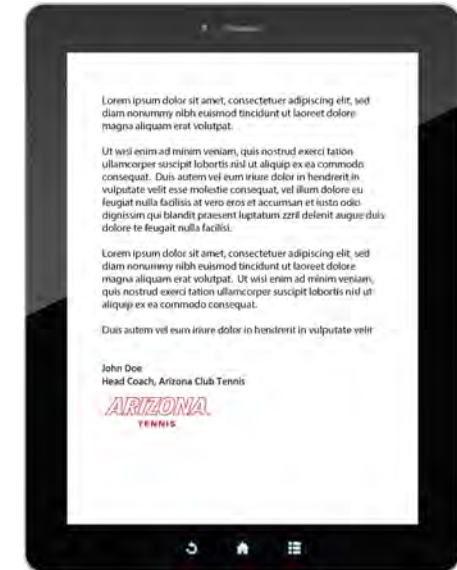 Lorem ipsum dolor sit amet, consectetuer adipiscing elit, sed
diam nonummy nibh euismod tincidunt ut laoreet dolore
magna aliquam erat volutpat.
Ut wisi enim ad minim veniam, quis nostrud exerci tation
ullamcorper suscipit lobortis nisl ut aliquip ex ea commodo
consequat. Duis autem vel eum iriure dolor in hendrerit in
vulputate velit esse molestie consequat, vel illum dolore eu
feugiat nulla facilisis at vero eros et accumsan et iusto odio
dignissim qui blandit praesent luptatum zzril delenit augue duis
dolore te feugait nulla facilisi.
Lorem ipsum dolor sit amet, consectetuer adipiscing elit, sed
diam nonummy nibh euismod tincidunt ut laoreet dolore
magna aliquam erat volutpat. Ut wisi enim ad minim veniam,
quis nostrud exerci tation ullamcorper suscipit lobortis nisl ut
aliquip ex ea commodo consequat.
Duis autem vel eum iriure dolor in hendrerit in vulputate velit
John Doe
Head Coach, Arizona Club Tennis
ARIZONA
TENNIS